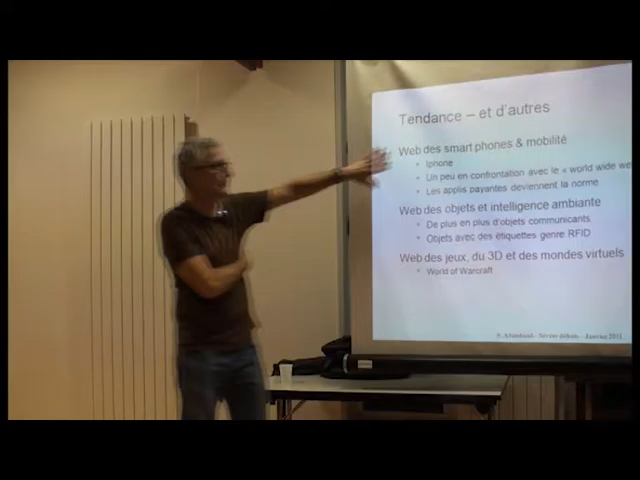 Tendance – et d'autres
Web des smart phones & mobilité
• Iphone
• Un peu en confrontation avec le « world wide we
• Les applis payantes deviennent la norme
Web des objets et intelligence ambiante
• De plus en plus d'objets communicants
• Objets avec des étiquettes genre RFID
Web des jeux, du 3D et des mondes virtuels
• World of Warcraft
Janvier 2011